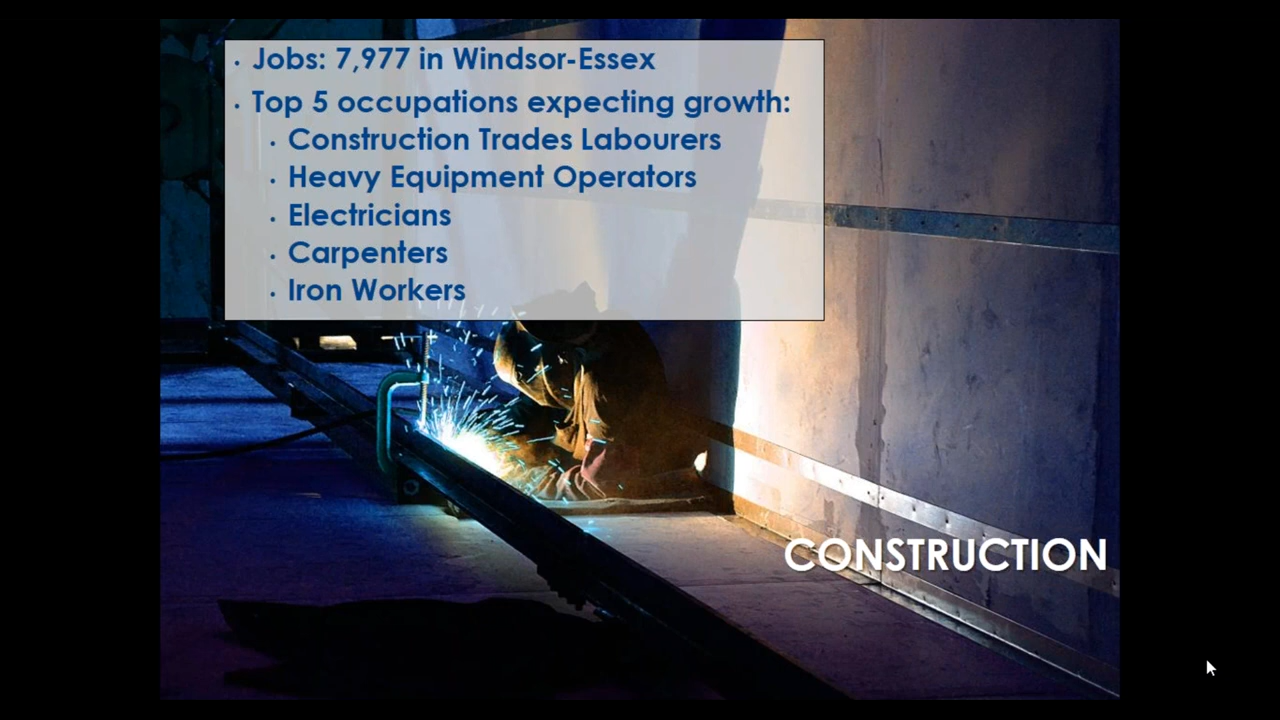 • Jobs: 7,977 in Windsor-Essex
• Top 5 occupations expecting growth:
• Construction Trades Labourers
• Heavy Equipment Operators
• Electricians
• Carpenters
• Iron Workers
CONSTRUCTION